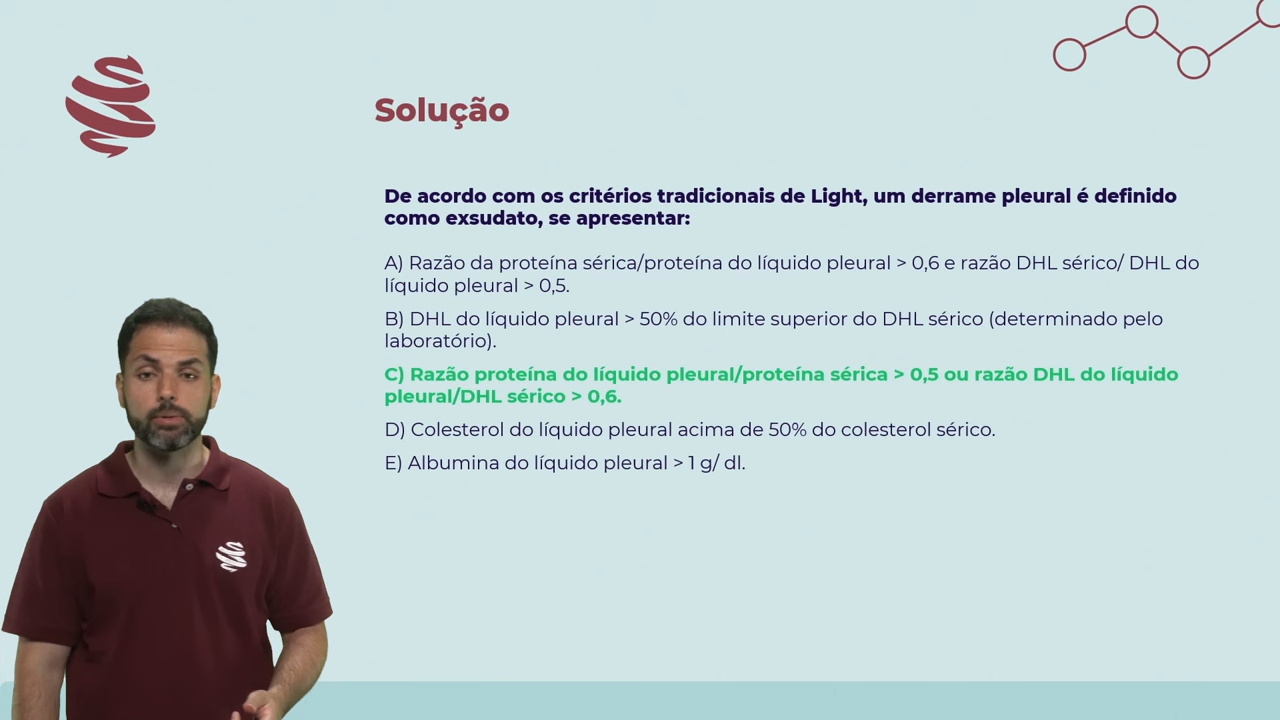 Solução
De acordo com os critérios tradicionais de Light, um derrame pleural é definido
como exsudato, se apresentar:
A) Razão da proteína sérica/proteína do líquido pleural > 0,6 e razão DHL sérico/ DHL do
líquido pleural > 0,5.
B) DHL do líquido pleural > 50% do limite superior do DHL sérico (determinado pelo
laboratório).
C) Razão proteína do líquido pleural/proteína sérica > 0,5 ou razão DHL do líquido
pleural/DHL sérico > 0,6.
D) Colesterol do líquido pleural acima de 50% do colesterol sérico.
E) Albumina do líquido pleural > 1 g/ dl.